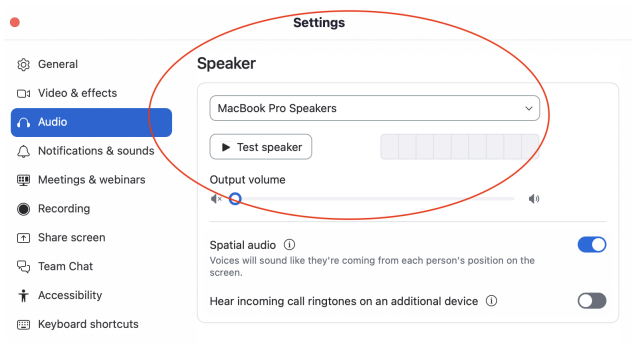 Settings
General
Video & effects
Audio
Notifications & sounds
Meetings & webinars
Recording
Share screen
Team Chat
Accessibility
Keyboard shortcuts
Speaker
MacBook Pro Speakers
Test speaker
Output volume
Spatial audio
Voices will sound like they're coming from each person's position on the
screen.
Hear incoming call ringtones on an additional device